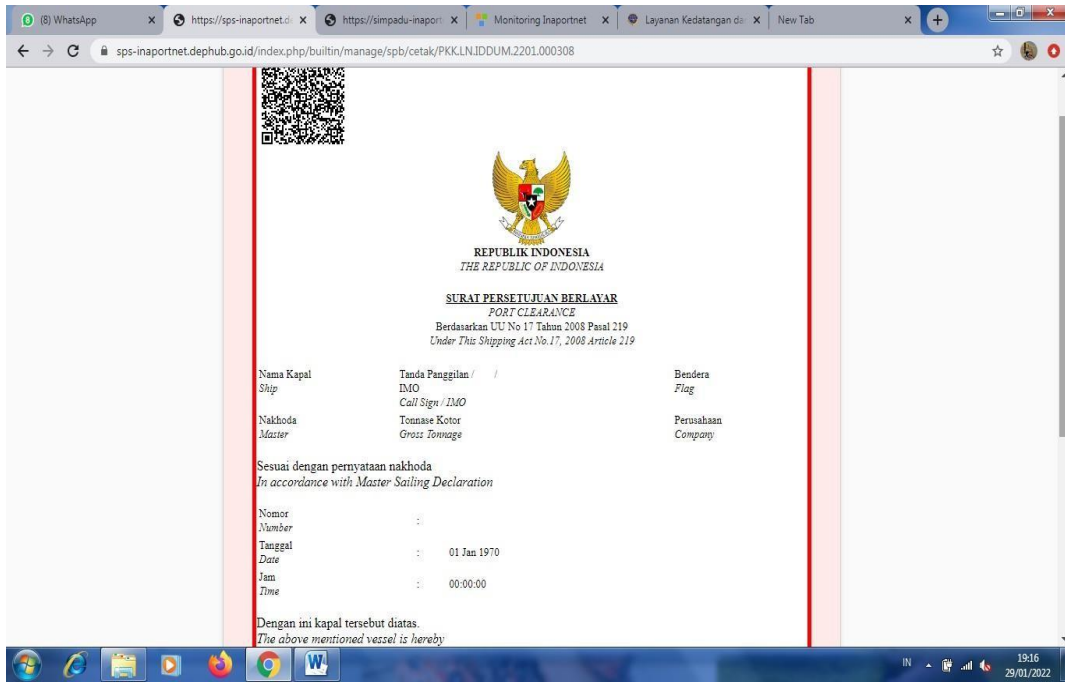 (8) WhatsApp
https://sps-inaportnet.d
https://simpadu-inaport
Monitoring Inaportnet
Layanan Kedatangan da
New Tab
sps-inaportnet.dephub.go.id/index.php/builtin/manage/spb/cetak/PKK.LN.IDDUM.2201.000308
REPUBLIK INDONESIA
THE REPUBLIC OF INDONESIA
SURAT PERSETUJUAN BERLAYAR
PORT CLEARANCE
Berdasarkan UU No 17 Tahun 2008 Pasal 219
Under This Shipping Act No.17, 2008 Article 219
Nama Kapal
Ship
Tanda Panggilan / /
IMO
Call Sign / IMO
Bendera
Flag
Nakhoda
Master
Tonnase Kotor
Gross Tonnage
Perusahaan
Company
Sesuai dengan pernyataan nakhoda
In accordance with Master Sailing Declaration
Nomor
Number
:
Tanggal
Date
: 01 Jan 1970
Jam
Time
: 00:00:00
Dengan ini kapal tersebut diatas.
The above mentioned vessel is hereby
IN
19:16
29/01/2022